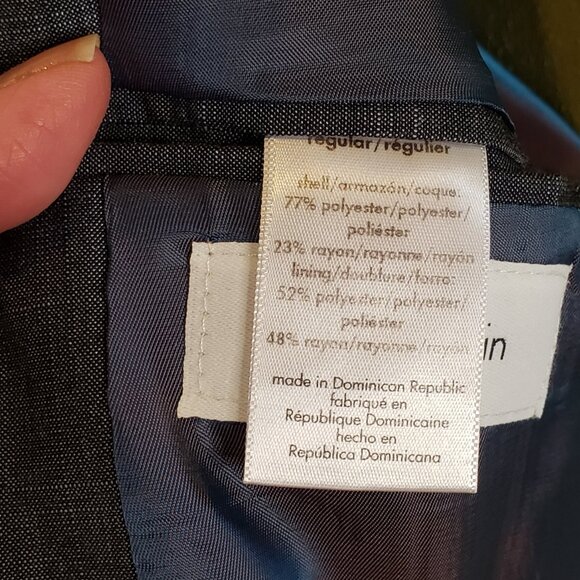 regular/régulier
shell/armazón/coque:
77% polyester/polyester/
poliéster
23% rayon/rayonne/rayón
lining/doublure/forro:
52% polyester/polyester/
poliéster
48% rayon/rayonne/rayón
in
made in Dominican Republic
fabriqué en
République Dominicaine
hecho en
República Dominicana